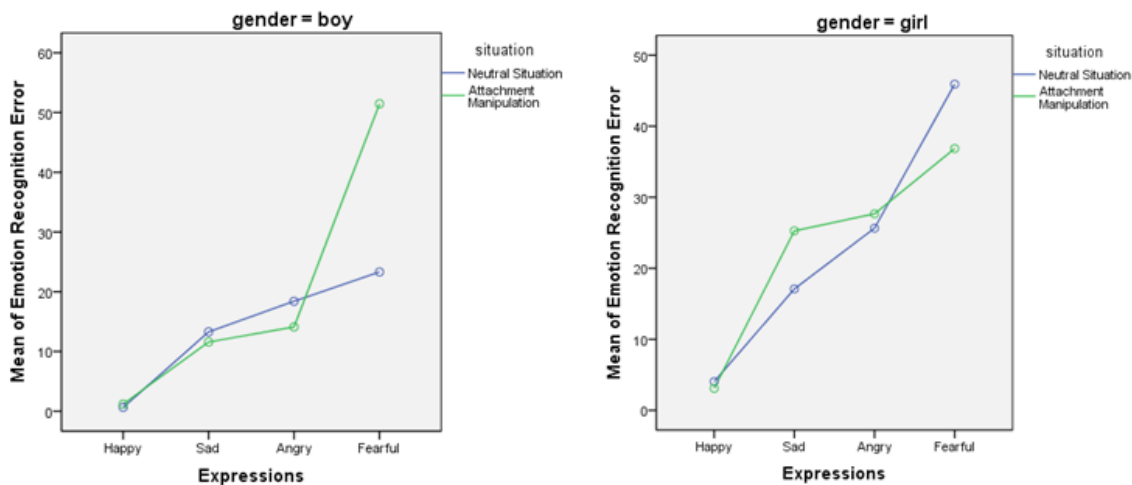 gender = boy
situation
Neutral Situation
Attachment
Manipulation
Mean of Emotion Recognition Error
60
50
40
30
20
10
0
Happy
Sad
Angry
Fearful
Expressions
gender = girl
situation
Neutral Situation
Attachment
Manipulation
Mean of Emotion Recognition Error
50
40
30
20
10
0
Happy
Sad
Angry
Fearful
Expressions